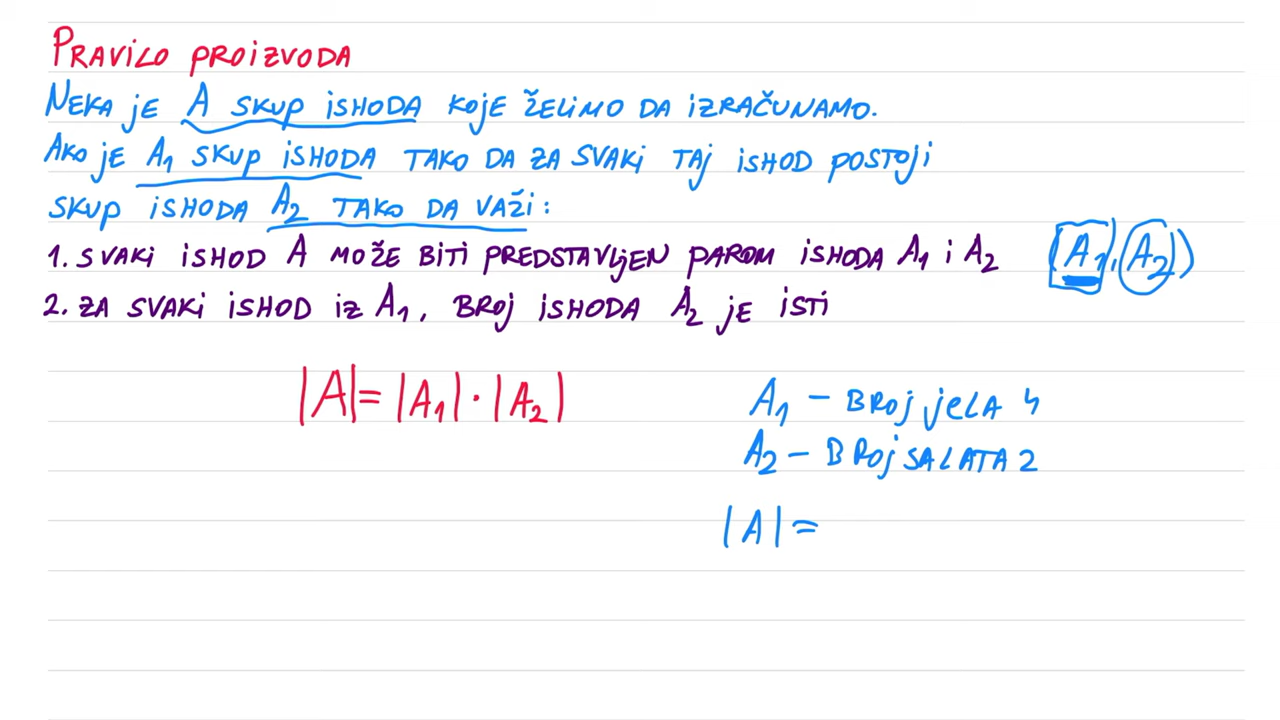 PRAVILO PROIZVODA
NEKA JE A SKUP ISHODA KOJE ŽELIMO DA IZRAČUNAMO.
AKO JE A₁ SKUP ISHODA TAKO DA ZA SVAKI TAJ ISHOD POSTOJI
SKUP ISHODA A₂ TAKO DA VAŽI:
1. SVAKI ISHOD A MOŽE BITI PREDSTAVLJEN PAROM ISHODA A₁ I A₂ (A₁, A₂)
2. ZA SVAKI ISHOD IZ A₁, BROJ ISHODA A₂ JE ISTI
|A| = |A₁| · |A₂|
A₁ – BROJ JELA 4
A₂ – BROJ SALATA 2
|A| =